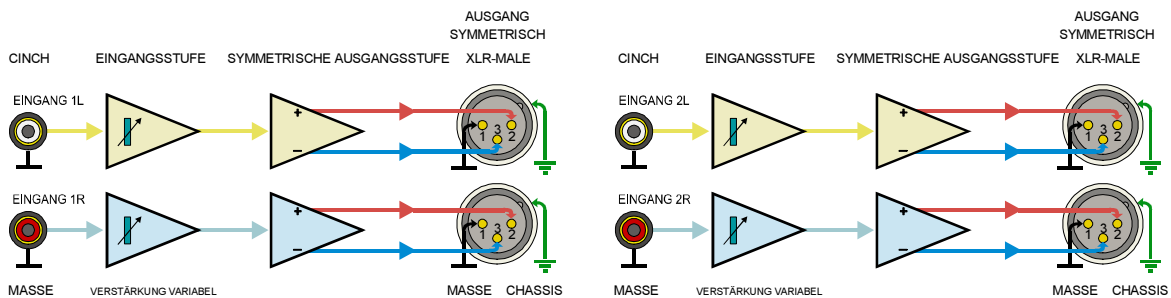 AUSGANG
SYMMETRISCH
CINCH EINGANGSSTUFE SYMMETRISCHE AUSGANGSSTUFE XLR-MALE
EINGANG 1L
+
−
1 3 2
EINGANG 1R
+
−
1 3 2
MASSE VERSTÄRKUNG VARIABEL MASSE CHASSIS
AUSGANG
SYMMETRISCH
CINCH EINGANGSSTUFE SYMMETRISCHE AUSGANGSSTUFE XLR-MALE
EINGANG 2L
+
−
1 3 2
EINGANG 2R
+
−
1 3 2
MASSE VERSTÄRKUNG VARIABEL MASSE CHASSIS